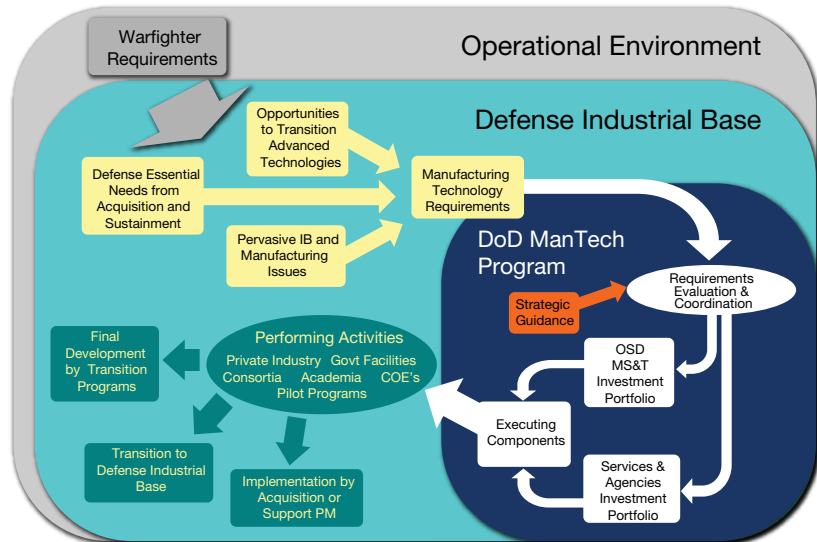 Warfighter
Requirements
Operational Environment
Defense Industrial Base
Opportunities
to Transition
Advanced
Technologies
Defense Essential
Needs from
Acquisition and
Sustainment
Manufacturing
Technology
Requirements
Pervasive IB and
Manufacturing
Issues
DoD ManTech
Program
Requirements
Evaluation &
Coordination
Strategic
Guidance
Final
Development
by Transition
Programs
Performing Activities
Private Industry Govt Facilities
Consortia Academia COE's
Pilot Programs
OSD
MS&T
Investment
Portfolio
Executing
Components
Transition to
Defense Industrial
Base
Implementation by
Acquisition or
Support PM
Services &
Agencies
Investment
Portfolio